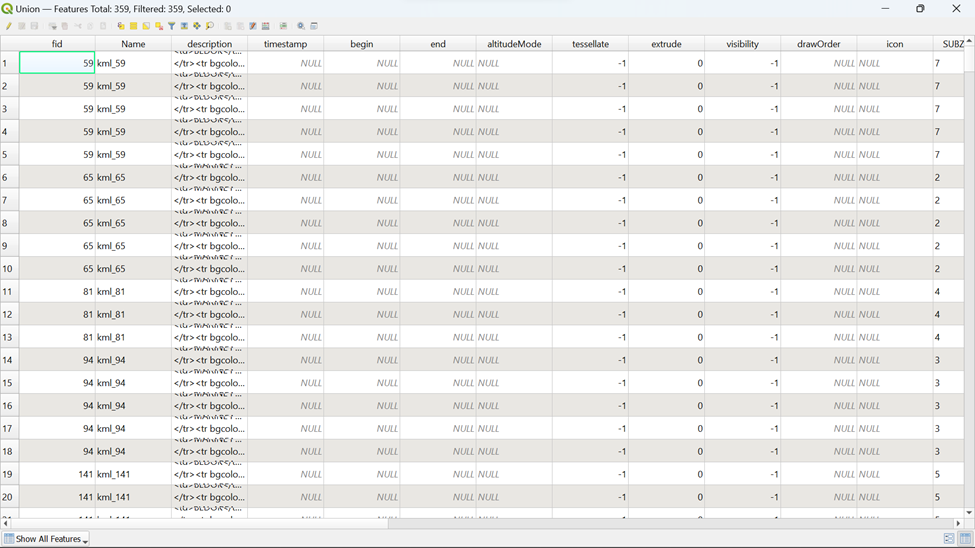 Union — Features Total: 359, Filtered: 359, Selected: 0
fid Name description timestamp begin end altitudeMode tessellate extrude visibility drawOrder icon SUBZ
1 59 kml_59 </tr><tr bgcolo... NULL NULL NULL NULL -1 0 -1 NULL NULL 7
2 59 kml_59 </tr><tr bgcolo... NULL NULL NULL NULL -1 0 -1 NULL NULL 7
3 59 kml_59 </tr><tr bgcolo... NULL NULL NULL NULL -1 0 -1 NULL NULL 7
4 59 kml_59 </tr><tr bgcolo... NULL NULL NULL NULL -1 0 -1 NULL NULL 7
5 59 kml_59 </tr><tr bgcolo... NULL NULL NULL NULL -1 0 -1 NULL NULL 7
6 65 kml_65 </tr><tr bgcolo... NULL NULL NULL NULL -1 0 -1 NULL NULL 2
7 65 kml_65 </tr><tr bgcolo... NULL NULL NULL NULL -1 0 -1 NULL NULL 2
8 65 kml_65 </tr><tr bgcolo... NULL NULL NULL NULL -1 0 -1 NULL NULL 2
9 65 kml_65 </tr><tr bgcolo... NULL NULL NULL NULL -1 0 -1 NULL NULL 2
10 65 kml_65 </tr><tr bgcolo... NULL NULL NULL NULL -1 0 -1 NULL NULL 2
11 81 kml_81 </tr><tr bgcolo... NULL NULL NULL NULL -1 0 -1 NULL NULL 4
12 81 kml_81 </tr><tr bgcolo... NULL NULL NULL NULL -1 0 -1 NULL NULL 4
13 81 kml_81 </tr><tr bgcolo... NULL NULL NULL NULL -1 0 -1 NULL NULL 4
14 94 kml_94 </tr><tr bgcolo... NULL NULL NULL NULL -1 0 -1 NULL NULL 3
15 94 kml_94 </tr><tr bgcolo... NULL NULL NULL NULL -1 0 -1 NULL NULL 3
16 94 kml_94 </tr><tr bgcolo... NULL NULL NULL NULL -1 0 -1 NULL NULL 3
17 94 kml_94 </tr><tr bgcolo... NULL NULL NULL NULL -1 0 -1 NULL NULL 3
18 94 kml_94 </tr><tr bgcolo... NULL NULL NULL NULL -1 0 -1 NULL NULL 3
19 141 kml_141 </tr><tr bgcolo... NULL NULL NULL NULL -1 0 -1 NULL NULL 5
20 141 kml_141 </tr><tr bgcolo... NULL NULL NULL NULL -1 0 -1 NULL NULL 5
Show All Features